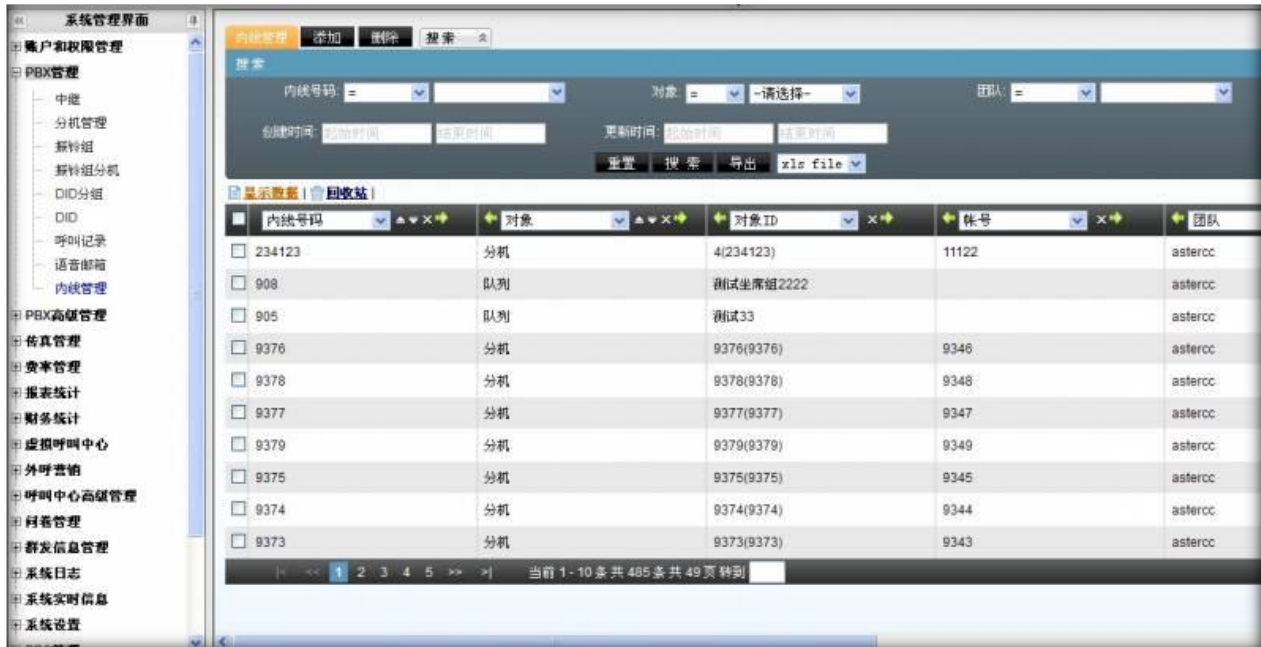 系统管理界面
账户和权限管理
PBX管理
中继
分机管理
振铃组
振铃组分机
DID分组
DID
呼叫记录
语音邮箱
内线管理
PBX高级管理
传真管理
费率管理
报表统计
财务统计
虚拟呼叫中心
外呼营销
呼叫中心高级管理
问卷管理
群发信息管理
系统日志
系统实时信息
系统设置
内线管理 添加 删除 搜索
搜索
内线号码: = 对象: = -请选择- 团队: =
创建时间: 起始时间 结束时间 更新时间: 起始时间 结束时间
重置 搜索 导出 xls file
显示数据 | 回收站 |
内线号码 对象 对象ID 帐号 团队
234123 分机 4(234123) 11122 astercc
908 队列 测试坐席组2222 astercc
905 队列 测试33 astercc
9376 分机 9376(9376) 9346 astercc
9378 分机 9378(9378) 9348 astercc
9377 分机 9377(9377) 9347 astercc
9379 分机 9379(9379) 9349 astercc
9375 分机 9375(9375) 9345 astercc
9374 分机 9374(9374) 9344 astercc
9373 分机 9373(9373) 9343 astercc
|< << 1 2 3 4 5 >> >| 当前 1 - 10 条 共 485 条 共 49 页 转到